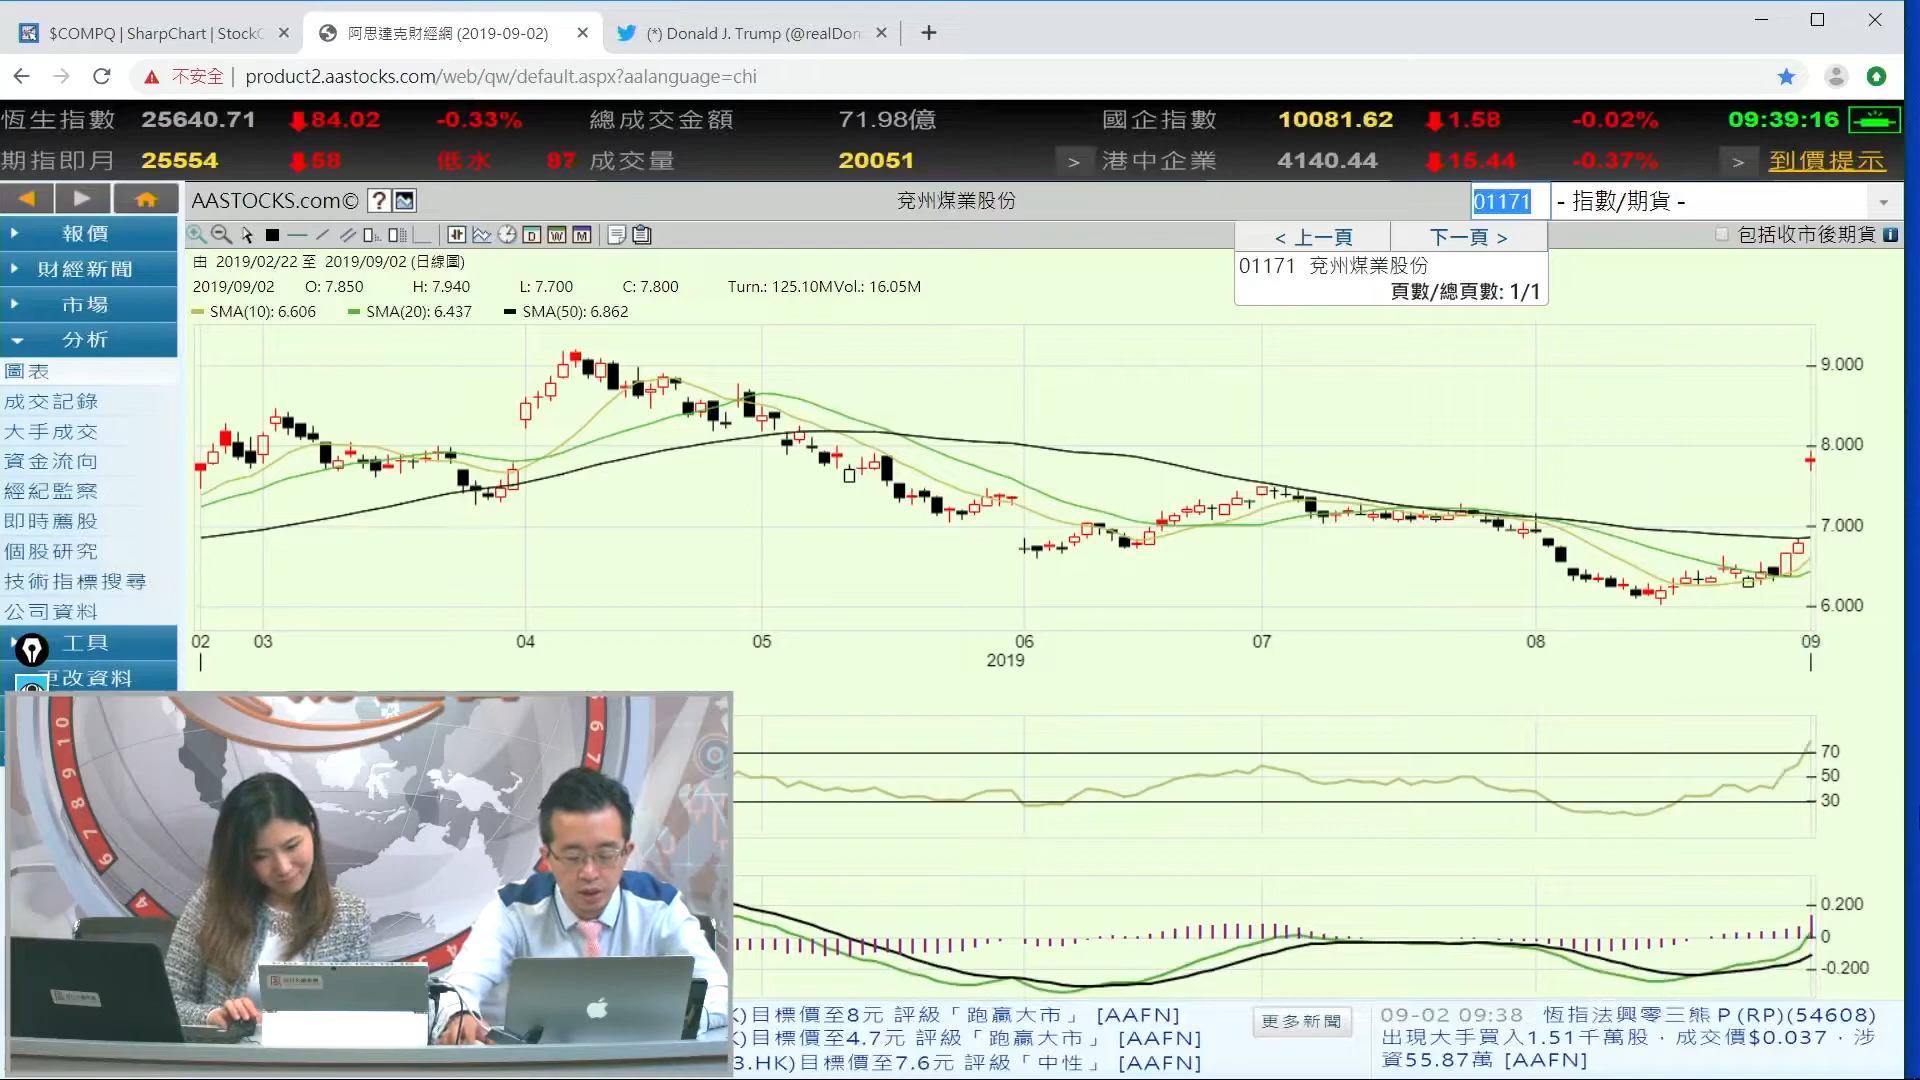 $COMPQ | SharpChart | StockC
阿思達克財經網 (2019-09-02)
(*) Donald J. Trump (@realDon
不安全 | product2.aastocks.com/web/qw/default.aspx?aalanguage=chi
恆生指數 25640.71 84.02 -0.33% 總成交金額 71.98億 國企指數 10081.62 1.58 -0.02% 09:39:16
期指即月 25554 58 低水 87 成交量 20051 > 港中企業 4140.44 15.44 -0.37% > 到價提示
AASTOCKS.com© ? 兗州煤業股份 01171 - 指數/期貨 -
< 上一頁 下一頁 > 包括收市後期貨
01171 兗州煤業股份
頁數/總頁數: 1/1
報價
財經新聞
市場
分析
圖表
成交記錄
大手成交
資金流向
經紀監察
即時薦股
個股研究
技術指標搜尋
公司資料
工具
更改資料
由 2019/02/22 至 2019/09/02 (日線圖)
2019/09/02 O: 7.850 H: 7.940 L: 7.700 C: 7.800 Turn.: 125.10M Vol.: 16.05M
SMA(10): 6.606 SMA(20): 6.437 SMA(50): 6.862
9.000
8.000
7.000
6.000
02 03 04 05 06 07 08 09
2019
70
50
30
0.200
0
-0.200
10
9
8
7
6
4
6
7
)目標價至8元 評級「跑贏大市」 [AAFN]
)目標價至4.7元 評級「跑贏大市」 [AAFN]
3.HK)目標價至7.6元 評級「中性」 [AAFN]
更多新聞
09-02 09:38 恆指法興零三熊P(RP)(54608)
出現大手買入1.51千萬股，成交價$0.037，涉
資55.87萬 [AAFN]